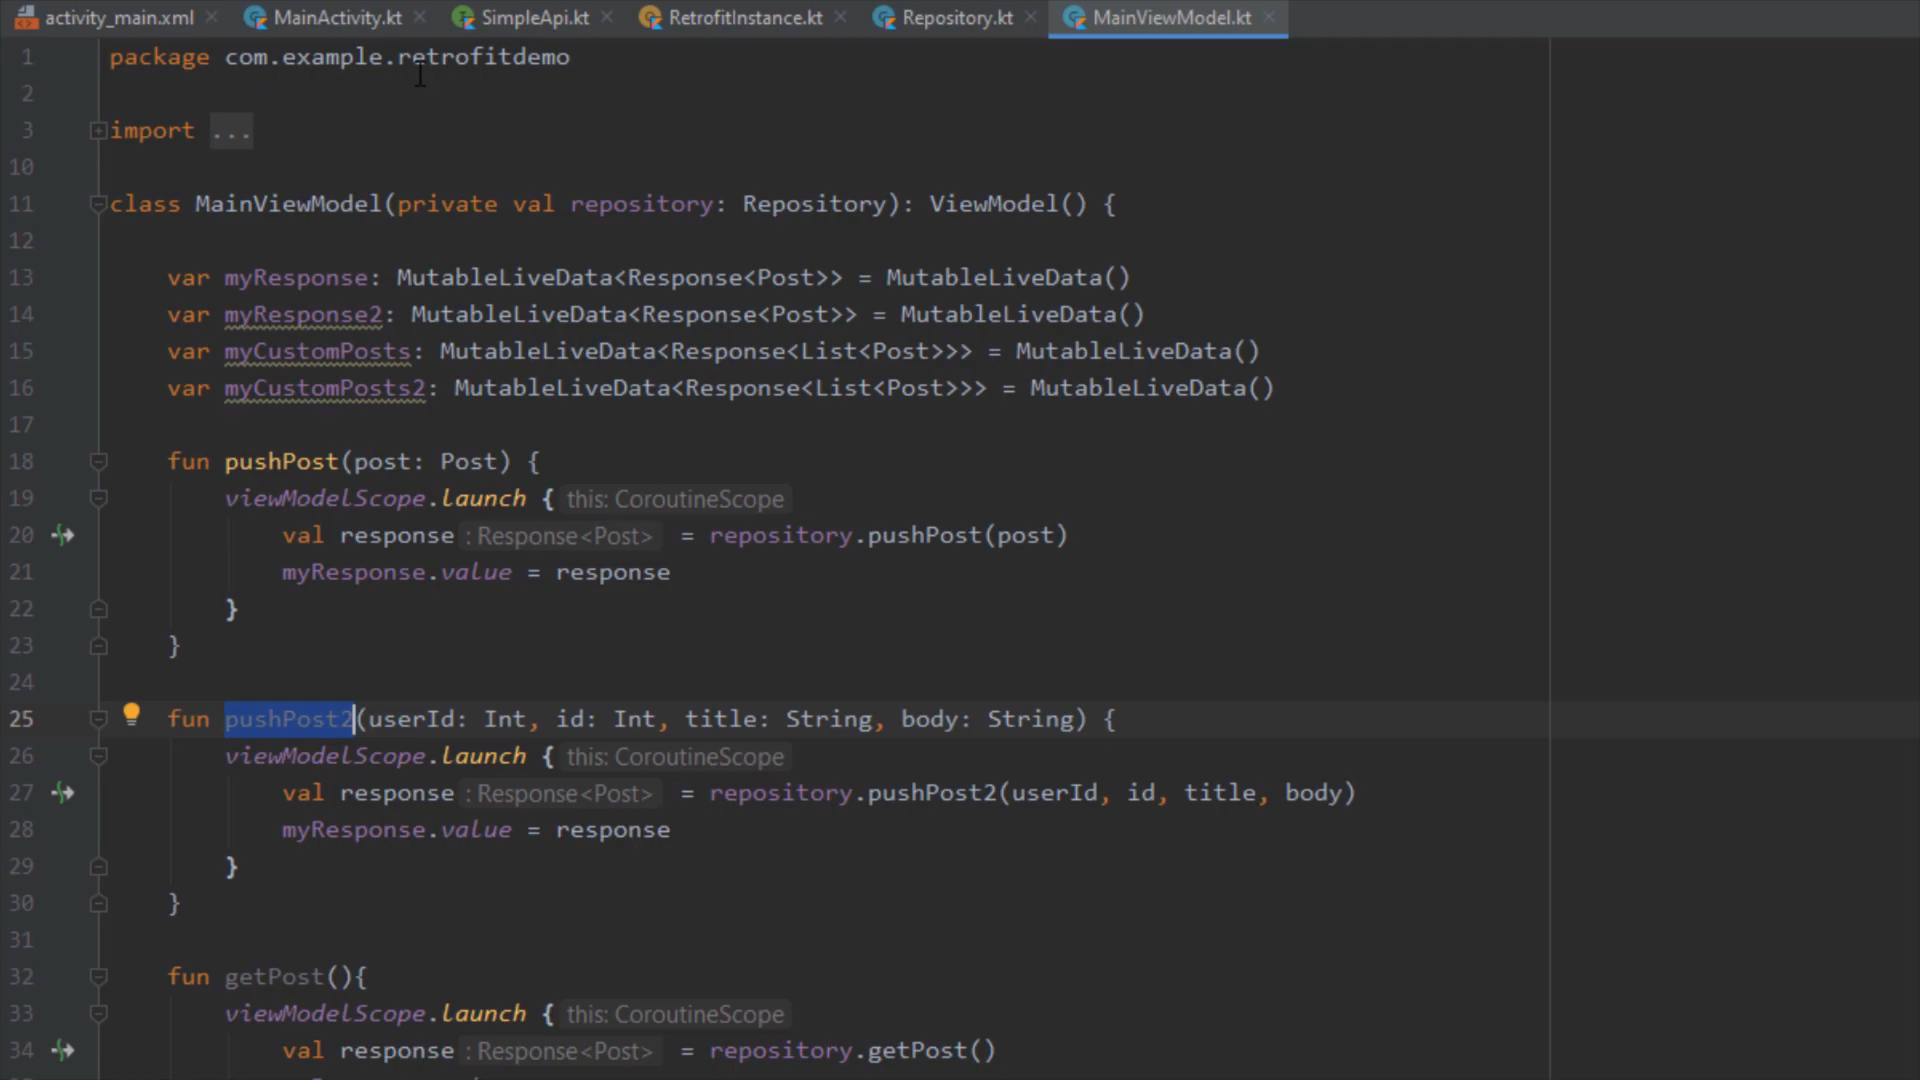 activity_main.xml MainActivity.kt SimpleApi.kt RetrofitInstance.kt Repository.kt MainViewModel.kt
1 package com.example.retrofitdemo
2
3 import ...
10
11 class MainViewModel(private val repository: Repository): ViewModel() {
12
13 var myResponse: MutableLiveData<Response<Post>> = MutableLiveData()
14 var myResponse2: MutableLiveData<Response<Post>> = MutableLiveData()
15 var myCustomPosts: MutableLiveData<Response<List<Post>>> = MutableLiveData()
16 var myCustomPosts2: MutableLiveData<Response<List<Post>>> = MutableLiveData()
17
18 fun pushPost(post: Post) {
19 viewModelScope.launch { this: CoroutineScope
20 val response : Response<Post> = repository.pushPost(post)
21 myResponse.value = response
22 }
23 }
24
25 fun pushPost2(userId: Int, id: Int, title: String, body: String) {
26 viewModelScope.launch { this: CoroutineScope
27 val response : Response<Post> = repository.pushPost2(userId, id, title, body)
28 myResponse.value = response
29 }
30 }
31
32 fun getPost(){
33 viewModelScope.launch { this: CoroutineScope
34 val response : Response<Post> = repository.getPost()